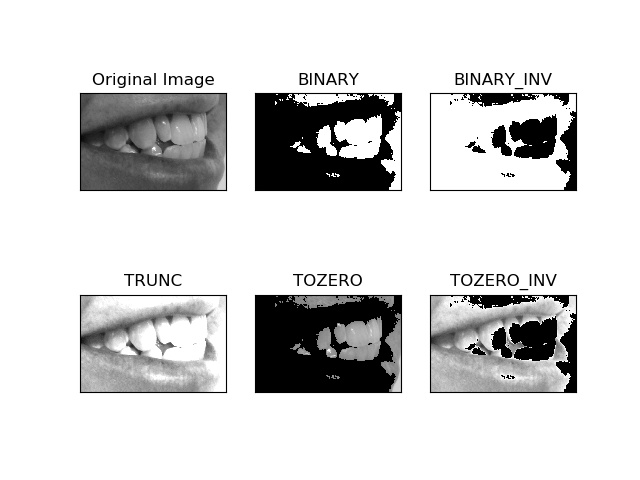 Original Image
BINARY
BINARY_INV
TRUNC
TOZERO
TOZERO_INV